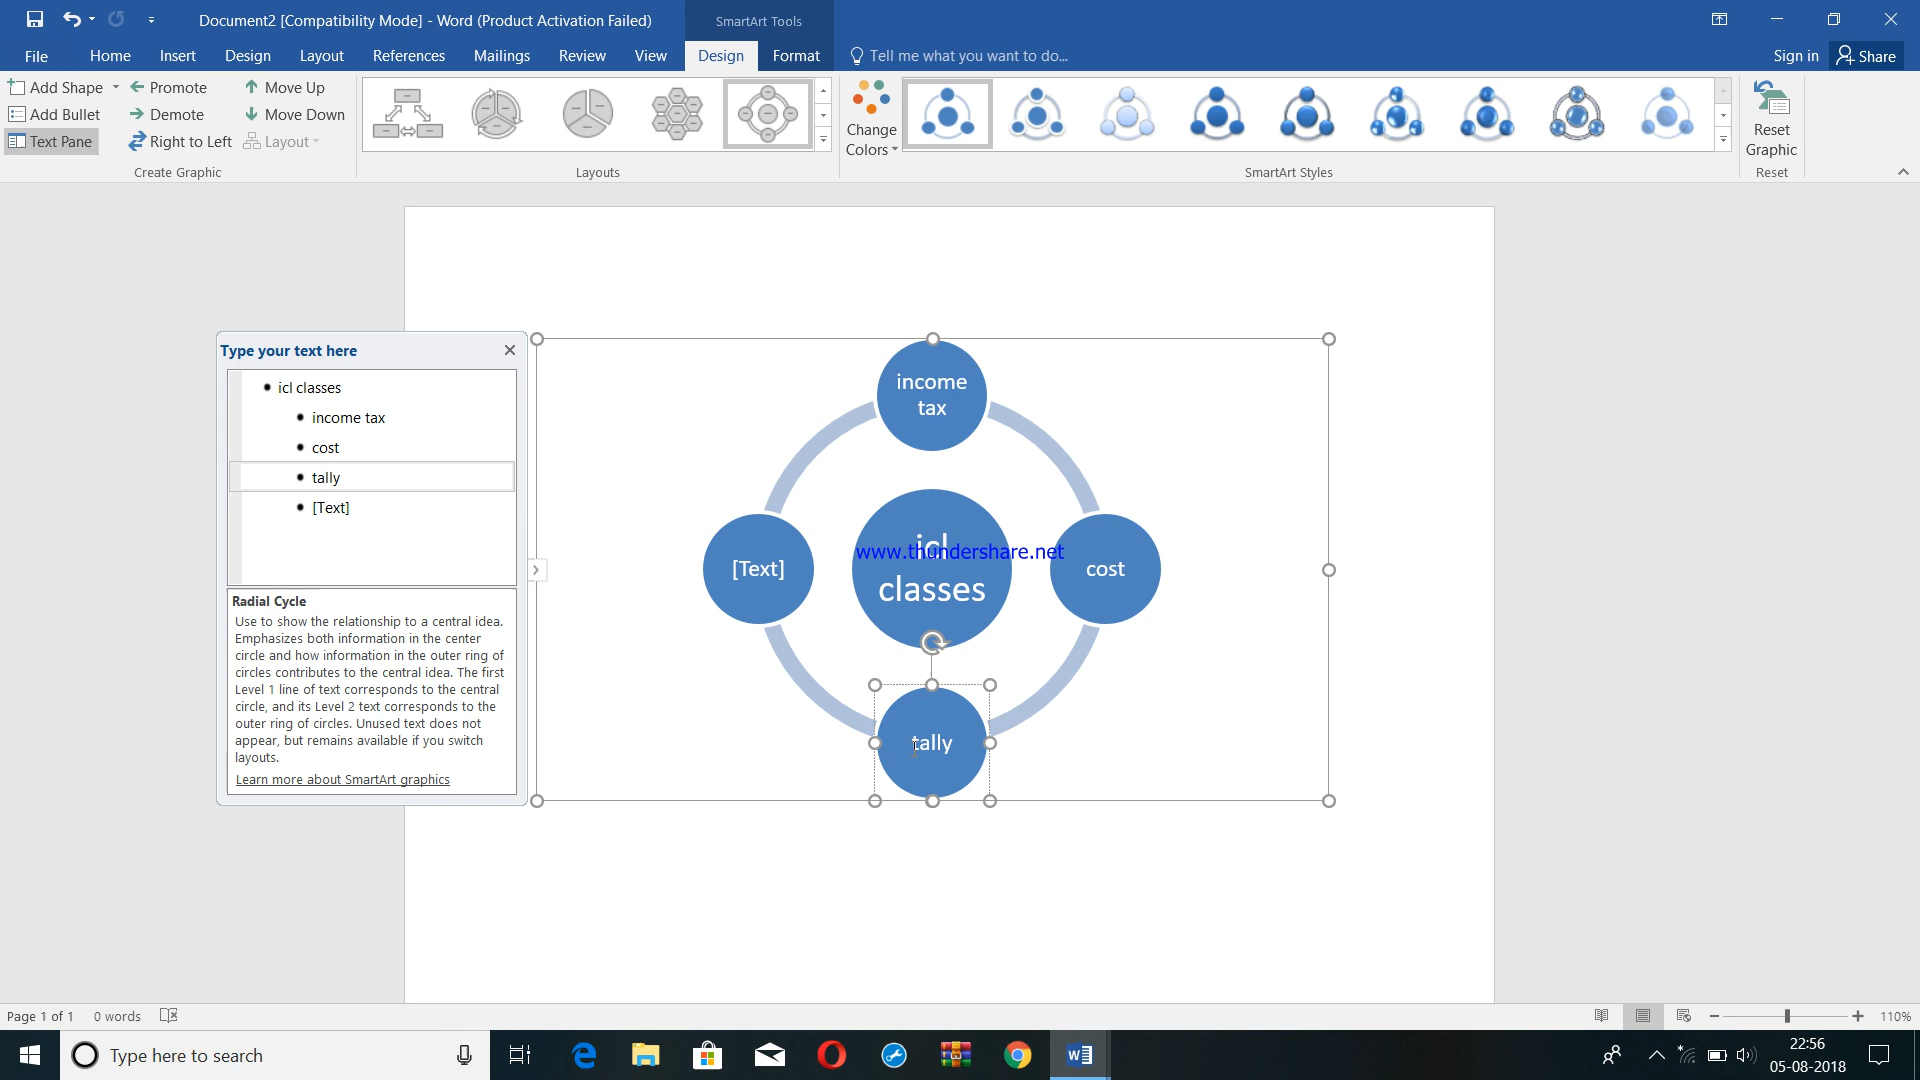 Document2 [Compatibility Mode] - Word (Product Activation Failed)
SmartArt Tools
File Home Insert Design Layout References Mailings Review View Design Format Tell me what you want to do... Sign in Share
Add Shape Promote Move Up
Add Bullet Demote Move Down
Text Pane Right to Left Layout
Create Graphic
Layouts
Change
Colors
SmartArt Styles
Reset
Graphic
Reset
Type your text here
icl classes
income tax
cost
tally
[Text]
Radial Cycle
Use to show the relationship to a central idea.
Emphasizes both information in the center
circle and how information in the outer ring of
circles contributes to the central idea. The first
Level 1 line of text corresponds to the central
circle, and its Level 2 text corresponds to the
outer ring of circles. Unused text does not
appear, but remains available if you switch
layouts.
Learn more about SmartArt graphics
income
tax
[Text]
icl
classes
www.thundershare.net
cost
tally
Page 1 of 1 0 words 110%
Type here to search
22:56
05-08-2018